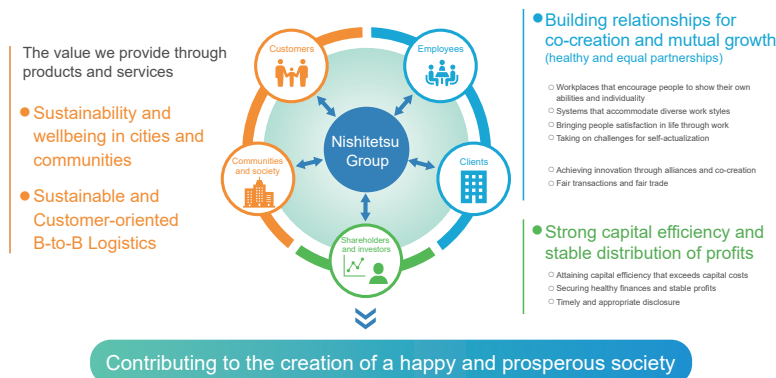 The value we provide through
products and services
● Sustainability and
wellbeing in cities and
communities
● Sustainable and
Customer-oriented
B-to-B Logistics
Customers
Employees
Nishitetsu
Group
Communities
and society
Clients
Shareholders
and investors
● Building relationships for
co-creation and mutual growth
(healthy and equal partnerships)
○ Workplaces that encourage people to show their own
abilities and individuality
○ Systems that accommodate diverse work styles
○ Bringing people satisfaction in life through work
○ Taking on challenges for self-actualization
○ Achieving innovation through alliances and co-creation
○ Fair transactions and fair trade
● Strong capital efficiency and
stable distribution of profits
○ Attaining capital efficiency that exceeds capital costs
○ Securing healthy finances and stable profits
○ Timely and appropriate disclosure
Contributing to the creation of a happy and prosperous society